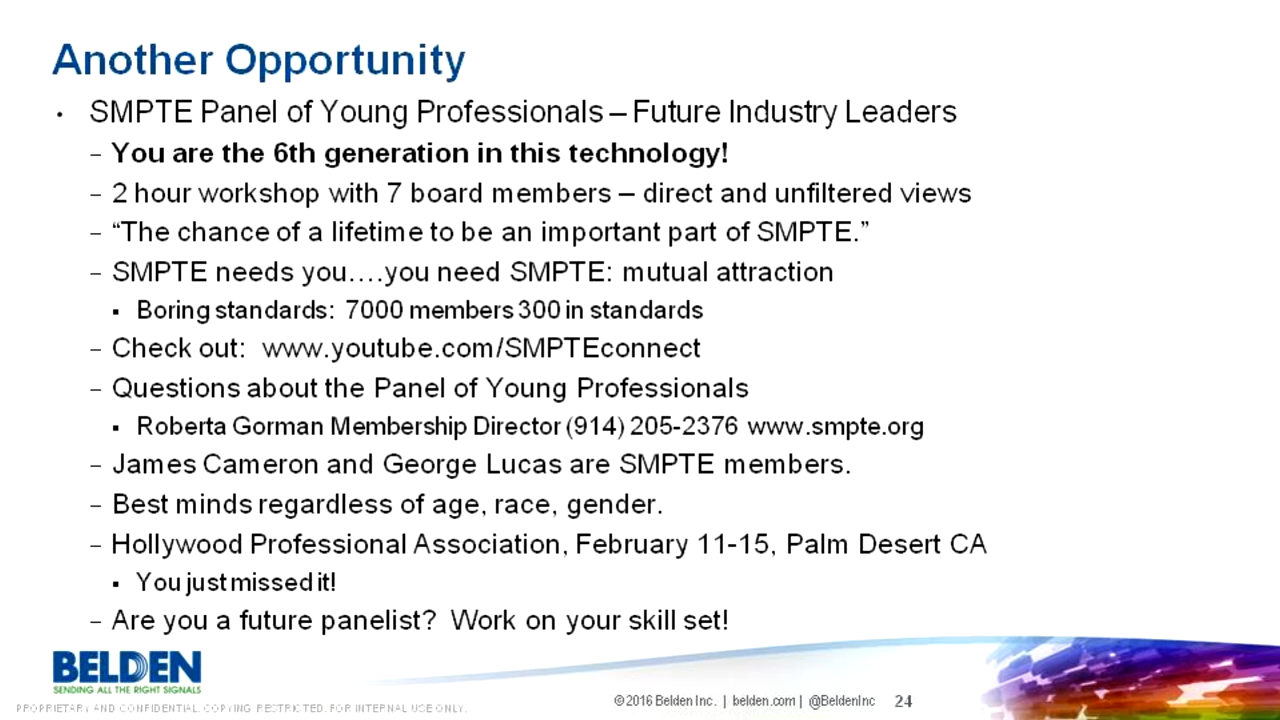 Another Opportunity
• SMPTE Panel of Young Professionals – Future Industry Leaders
– You are the 6th generation in this technology!
– 2 hour workshop with 7 board members – direct and unfiltered views
– “The chance of a lifetime to be an important part of SMPTE.”
– SMPTE needs you….you need SMPTE: mutual attraction
▪ Boring standards: 7000 members 300 in standards
– Check out: www.youtube.com/SMPTEconnect
– Questions about the Panel of Young Professionals
▪ Roberta Gorman Membership Director (914) 205-2376 www.smpte.org
– James Cameron and George Lucas are SMPTE members.
– Best minds regardless of age, race, gender.
– Hollywood Professional Association, February 11-15, Palm Desert CA
▪ You just missed it!
– Are you a future panelist? Work on your skill set!
BELDEN
SENDING ALL THE RIGHT SIGNALS
PROPRIETARY AND CONFIDENTIAL. COPYING RESTRICTED. FOR INTERNAL USE ONLY.
© 2016 Belden Inc. | belden.com | @BeldenInc 24